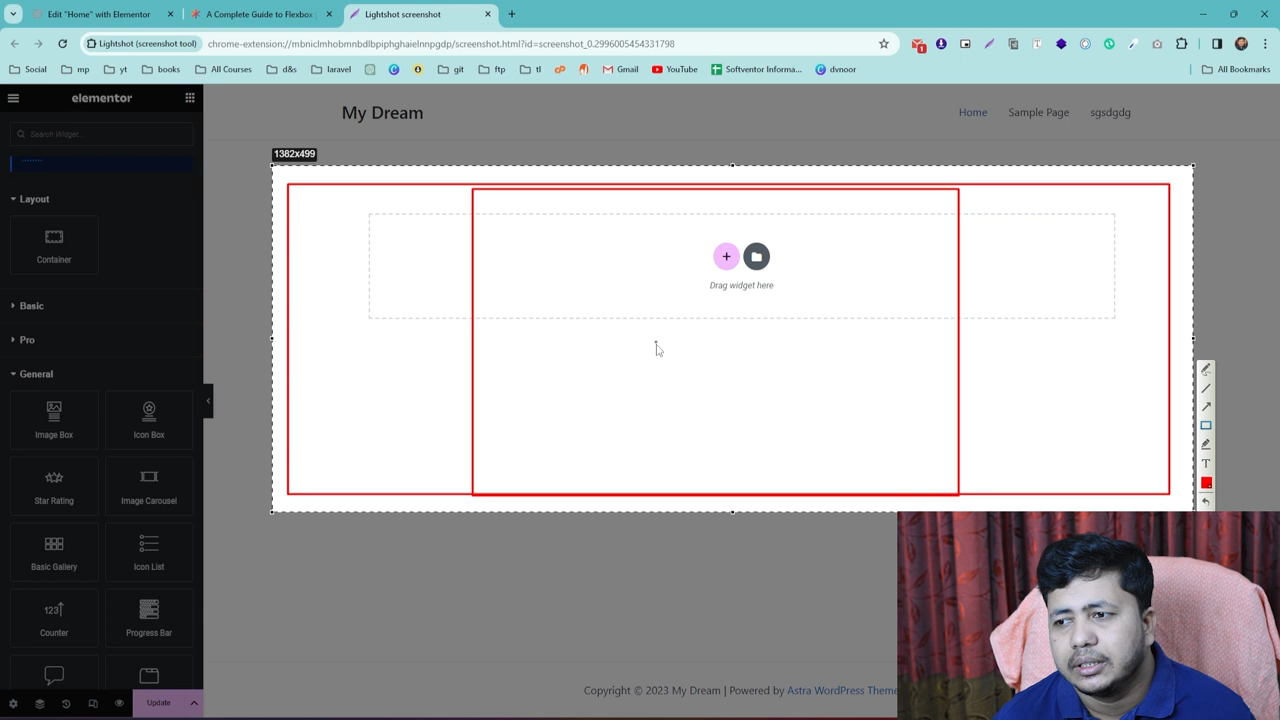 Edit "Home" with Elementor
A Complete Guide to Flexbox
Lightshot screenshot
Lightshot (screenshot tool)
chrome-extension://mbniclmhobmnbdlbpiphghaielnnpgdp/screenshot.html?id=screenshot_0.2996005454331798
1
Social
mp
yt
books
All Courses
d&s
laravel
git
ftp
tl
Gmail
YouTube
Softventor Informa...
dvnoor
All Bookmarks
elementor
My Dream
Home
Sample Page
sgsdgdg
Search Widget...
1382x499
Layout
Container
Drag widget here
Basic
Pro
General
Image Box
Icon Box
Star Rating
Image Carousel
Basic Gallery
Icon List
Counter
Progress Bar
T
Update
Copyright © 2023 My Dream | Powered by Astra WordPress Theme